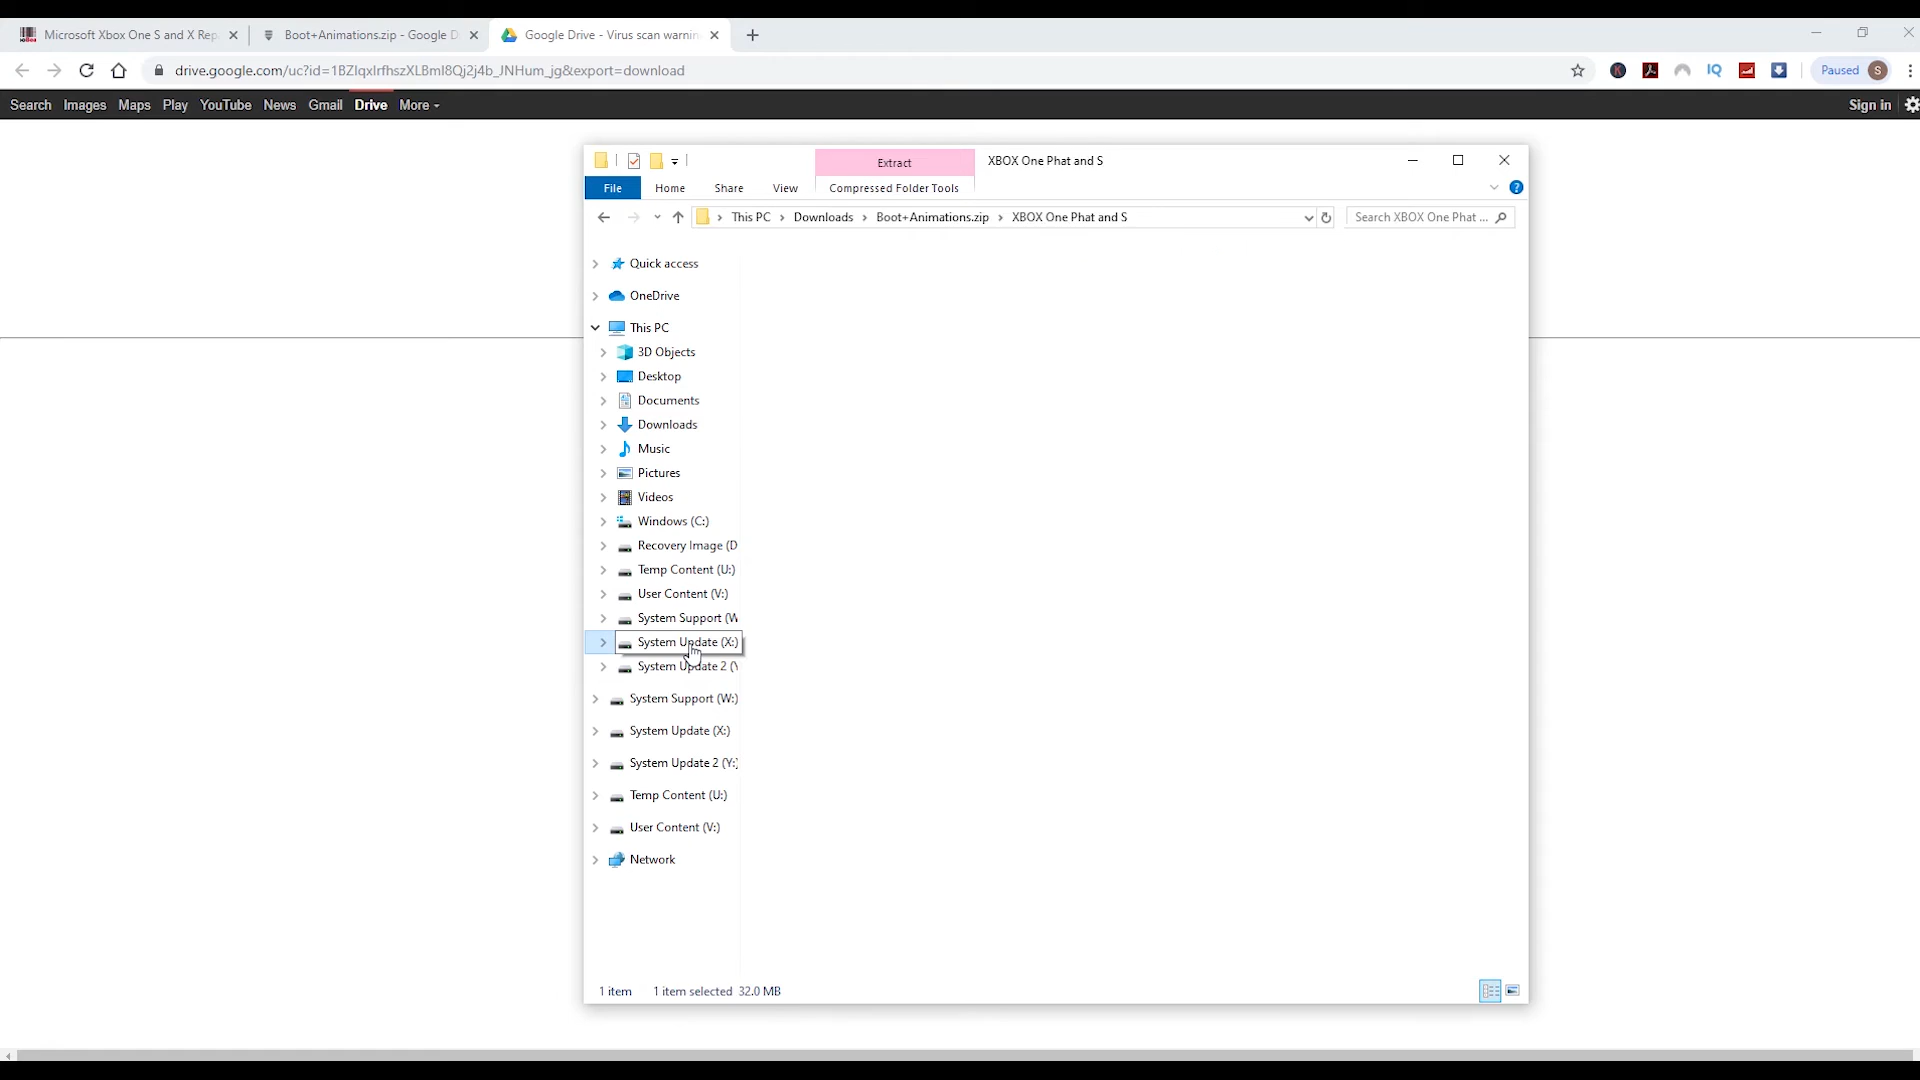 Microsoft Xbox One S and X Rep
Boot+Animations.zip - Google D
Google Drive - Virus scan warnin
drive.google.com/uc?id=1BZIqxlrfhszXLBmI8Qj2j4b_JNHum_jg&export=download
IQ
Paused
S
Search
Images
Maps
Play
YouTube
News
Gmail
Drive
More
Sign in
Extract
XBOX One Phat and S
File
Home
Share
View
Compressed Folder Tools
This PC
Downloads
Boot+Animations.zip
XBOX One Phat and S
Search XBOX One Phat ...
Quick access
OneDrive
This PC
3D Objects
Desktop
Documents
Downloads
Music
Pictures
Videos
Windows (C:)
Recovery Image (D
Temp Content (U:)
User Content (V:)
System Support (W
System Update (X:)
System Update 2 (Y
System Support (W:)
System Update (X:)
System Update 2 (Y:)
Temp Content (U:)
User Content (V:)
Network
1 item
1 item selected 32.0 MB